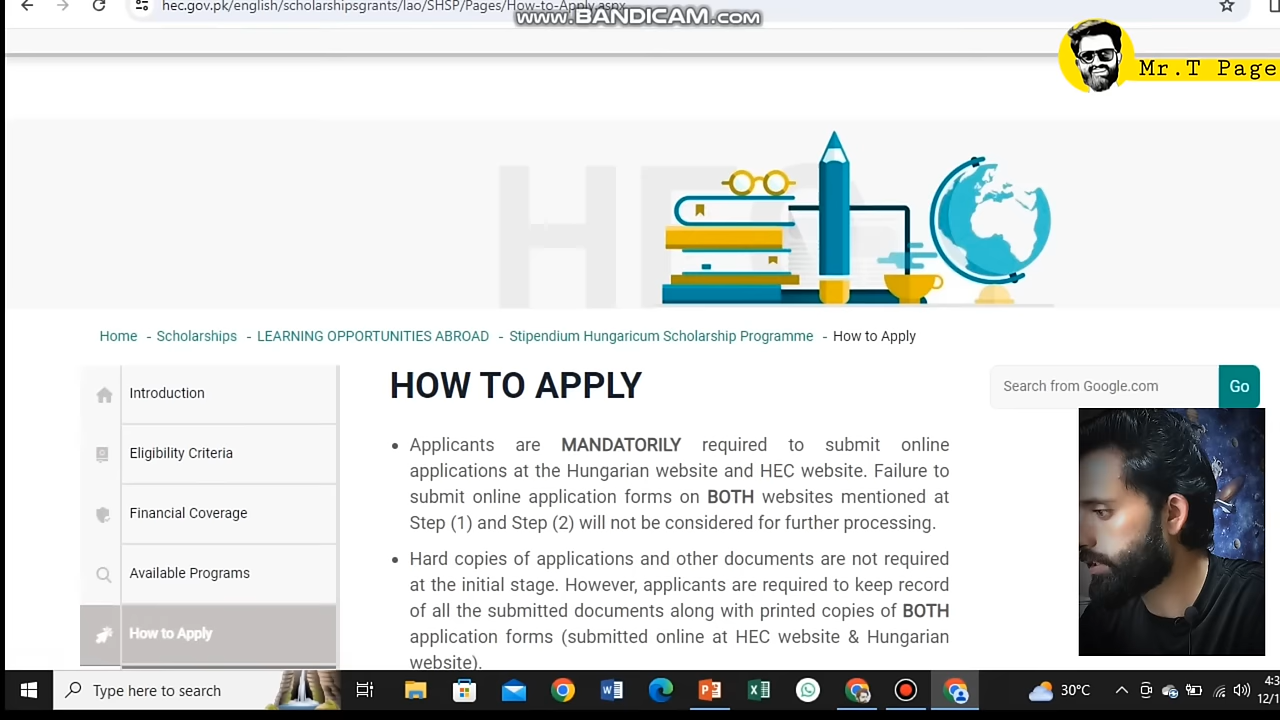 hec.gov.pk/english/scholarshipsgrants/lao/SHSP/Pages/How-to-Apply.aspx
www.BANDICAM.com
Mr.T Page
HEC
Home - Scholarships - LEARNING OPPORTUNITIES ABROAD - Stipendium Hungaricum Scholarship Programme - How to Apply
Introduction
Eligibility Criteria
Financial Coverage
Available Programs
How to Apply
HOW TO APPLY
• Applicants are MANDATORILY required to submit online
applications at the Hungarian website and HEC website. Failure to
submit online application forms on BOTH websites mentioned at
Step (1) and Step (2) will not be considered for further processing.
• Hard copies of applications and other documents are not required
at the initial stage. However, applicants are required to keep record
of all the submitted documents along with printed copies of BOTH
application forms (submitted online at HEC website & Hungarian
website).
Search from Google.com
Go
Type here to search
30°C
4:3
12/1